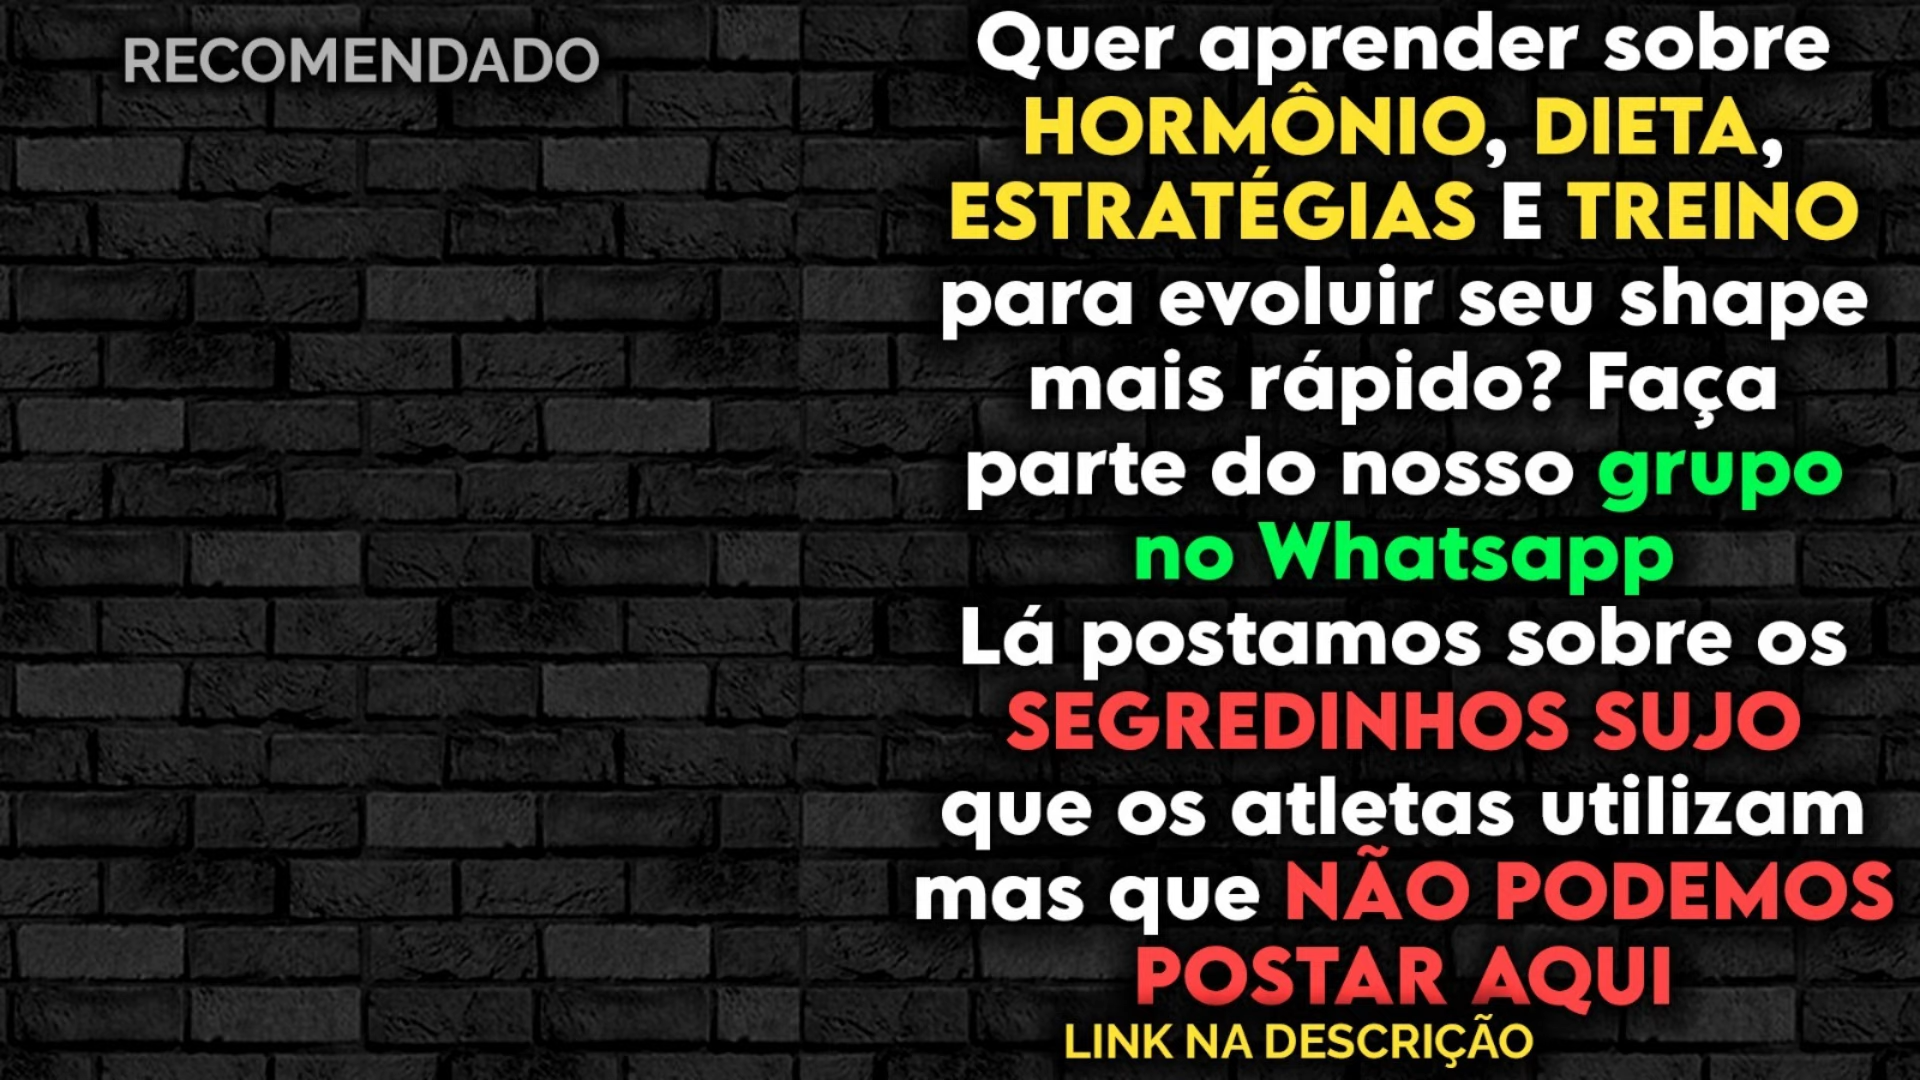 RECOMENDADO
Quer aprender sobre
HORMÔNIO, DIETA,
ESTRATÉGIAS E TREINO
para evoluir seu shape
mais rápido? Faça
parte do nosso grupo
no Whatsapp
Lá postamos sobre os
SEGREDINHOS SUJO
que os atletas utilizam
mas que NÃO PODEMOS
POSTAR AQUI
LINK NA DESCRIÇÃO